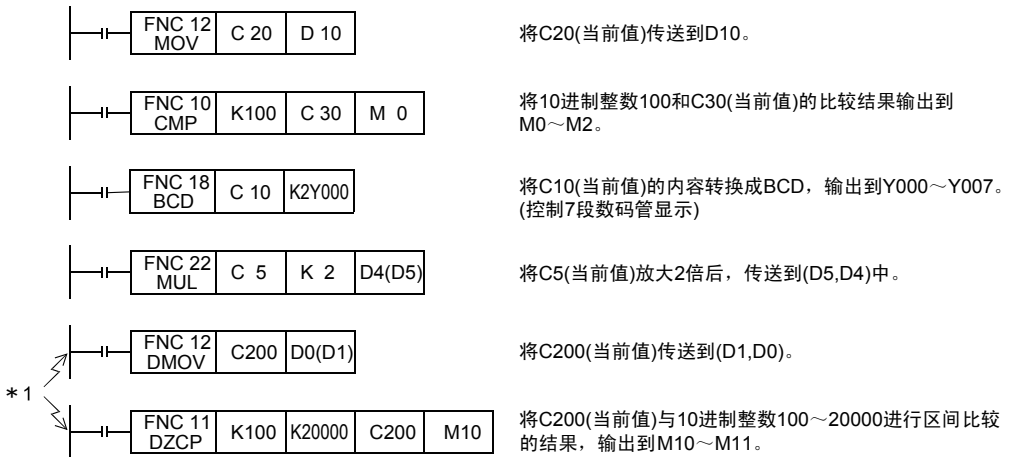 FNC 12
MOV
C 20
D 10
将C20(当前值)传送到D10。
FNC 10
CMP
K100
C 30
M 0
将10进制整数100和C30(当前值)的比较结果输出到
M0～M2。
FNC 18
BCD
C 10
K2Y000
将C10(当前值)的内容转换成BCD，输出到Y000～Y007。
(控制7段数码管显示)
FNC 22
MUL
C 5
K 2
D4(D5)
将C5(当前值)放大2倍后，传送到(D5,D4)中。
FNC 12
DMOV
C200
D0(D1)
将C200(当前值)传送到(D1,D0)。
＊1
FNC 11
DZCP
K100
K20000
C200
M10
将C200(当前值)与10进制整数100～20000进行区间比较
的结果，输出到M10～M11。